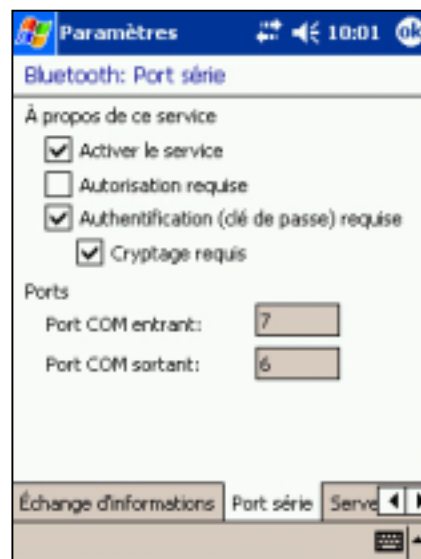 Paramètres 10:01 ok
Bluetooth: Port série
À propos de ce service
Activer le service
Autorisation requise
Authentification (clé de passe) requise
Cryptage requis
Ports
Port COM entrant: 7
Port COM sortant: 6
Échange d'informations Port série Serve